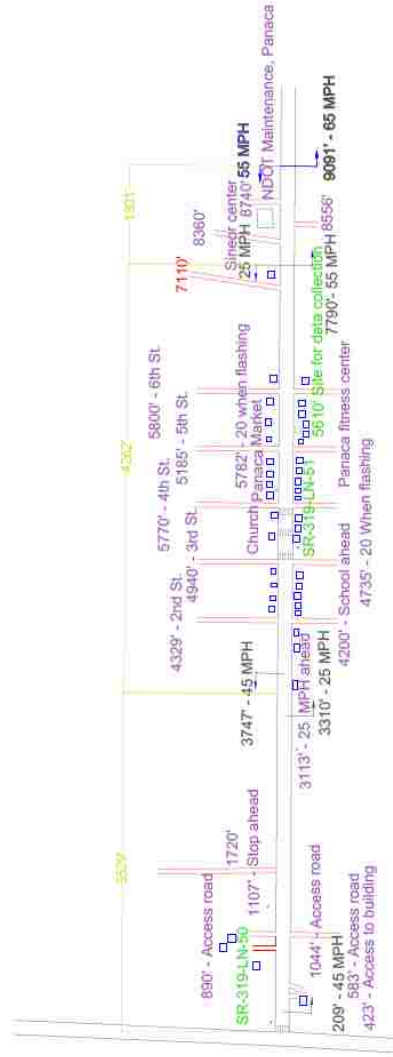 1301'
4262'
5529'
NDOT Maintenance, Panaca
8740' 55 MPH
Sineor center
25 MPH
8360'
7110'
9091' - 65 MPH
8556'
7790' - 55 MPH
5610' Site for data collection
5800' - 6th St.
5185' - 5th St.
5770' - 4th St.
4940' - 3rd St.
4329' - 2nd St.
5782' - 20 when flashing
Panaca Market
Church
SR-319-LN-51
Panaca fitness center
4735' - 20 When flashing
4200' - School ahead
3747' - 45 MPH
3310' - 25 MPH
3113' - 25 MPH ahead
1720'
1107' - Stop ahead
890' - Access road
SR-319-LN-50
1044' - Access road
209' - 45 MPH
583' - Access road
423' - Access to building